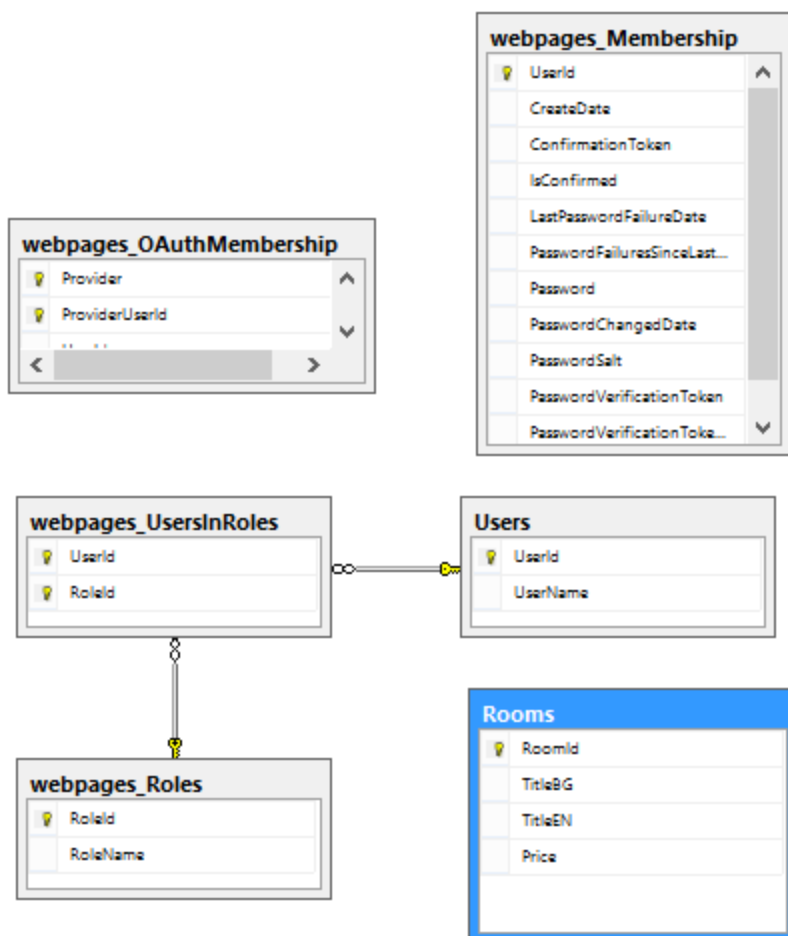 webpages_Membership
UserId
CreateDate
ConfirmationToken
IsConfirmed
LastPasswordFailureDate
PasswordFailuresSinceLast...
Password
PasswordChangedDate
PasswordSalt
PasswordVerificationToken
PasswordVerificationToke...
webpages_OAuthMembership
Provider
ProviderUserId
webpages_UsersInRoles
UserId
RoleId
Users
UserId
UserName
webpages_Roles
RoleId
RoleName
Rooms
RoomId
TitleBG
TitleEN
Price